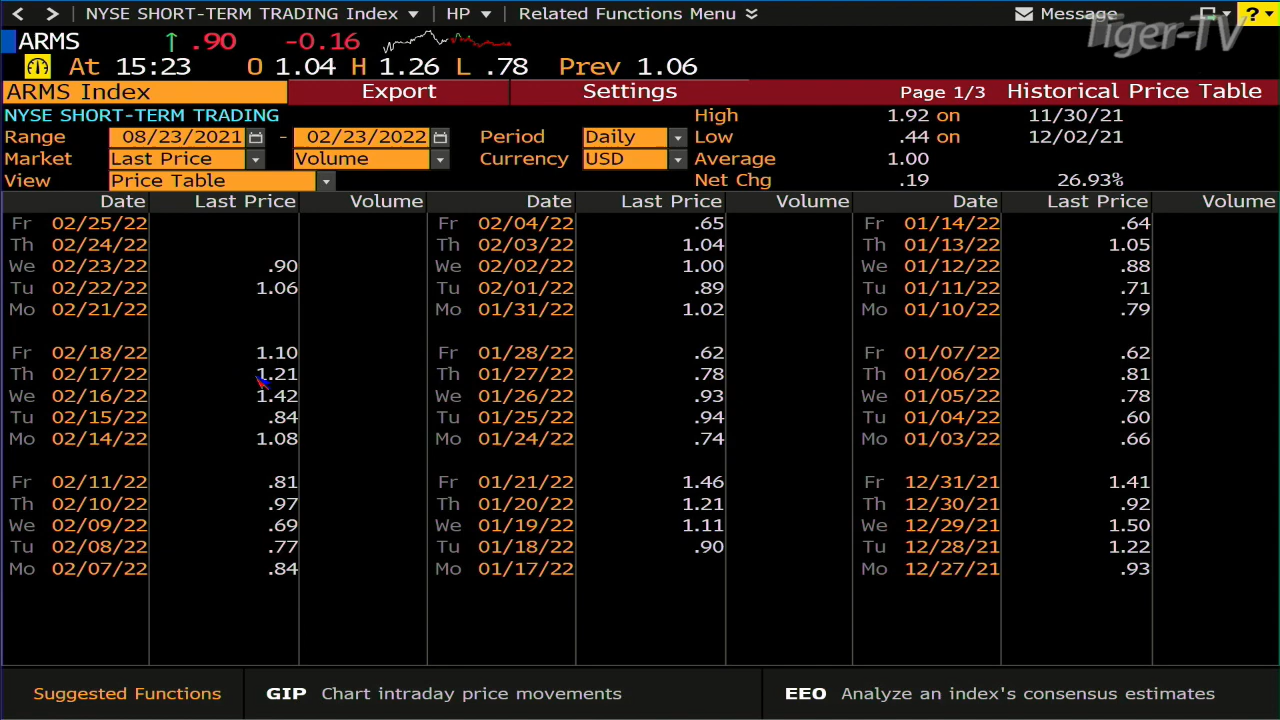 < > NYSE SHORT-TERM TRADING Index HP Related Functions Menu Message ?
Tiger-TV
ARMS ↑ .90 -0.16
At 15:23 O 1.04 H 1.26 L .78 Prev 1.06
ARMS Index Export Settings Page 1/3 Historical Price Table
NYSE SHORT-TERM TRADING High 1.92 on 11/30/21
Range 08/23/2021 - 02/23/2022 Period Daily Low .44 on 12/02/21
Market Last Price Volume Currency USD Average 1.00
View Price Table Net Chg .19 26.93%
Date Last Price Volume Date Last Price Volume Date Last Price Volume
Fr 02/25/22 Fr 02/04/22 .65 Fr 01/14/22 .64
Th 02/24/22 Th 02/03/22 1.04 Th 01/13/22 1.05
We 02/23/22 .90 We 02/02/22 1.00 We 01/12/22 .88
Tu 02/22/22 1.06 Tu 02/01/22 .89 Tu 01/11/22 .71
Mo 02/21/22 Mo 01/31/22 1.02 Mo 01/10/22 .79
Fr 02/18/22 1.10 Fr 01/28/22 .62 Fr 01/07/22 .62
Th 02/17/22 1.21 Th 01/27/22 .78 Th 01/06/22 .81
We 02/16/22 1.42 We 01/26/22 .93 We 01/05/22 .78
Tu 02/15/22 .84 Tu 01/25/22 .94 Tu 01/04/22 .60
Mo 02/14/22 1.08 Mo 01/24/22 .74 Mo 01/03/22 .66
Fr 02/11/22 .81 Fr 01/21/22 1.46 Fr 12/31/21 1.41
Th 02/10/22 .97 Th 01/20/22 1.21 Th 12/30/21 .92
We 02/09/22 .69 We 01/19/22 1.11 We 12/29/21 1.50
Tu 02/08/22 .77 Tu 01/18/22 .90 Tu 12/28/21 1.22
Mo 02/07/22 .84 Mo 01/17/22 Mo 12/27/21 .93
Suggested Functions GIP Chart intraday price movements EEO Analyze an index's consensus estimates